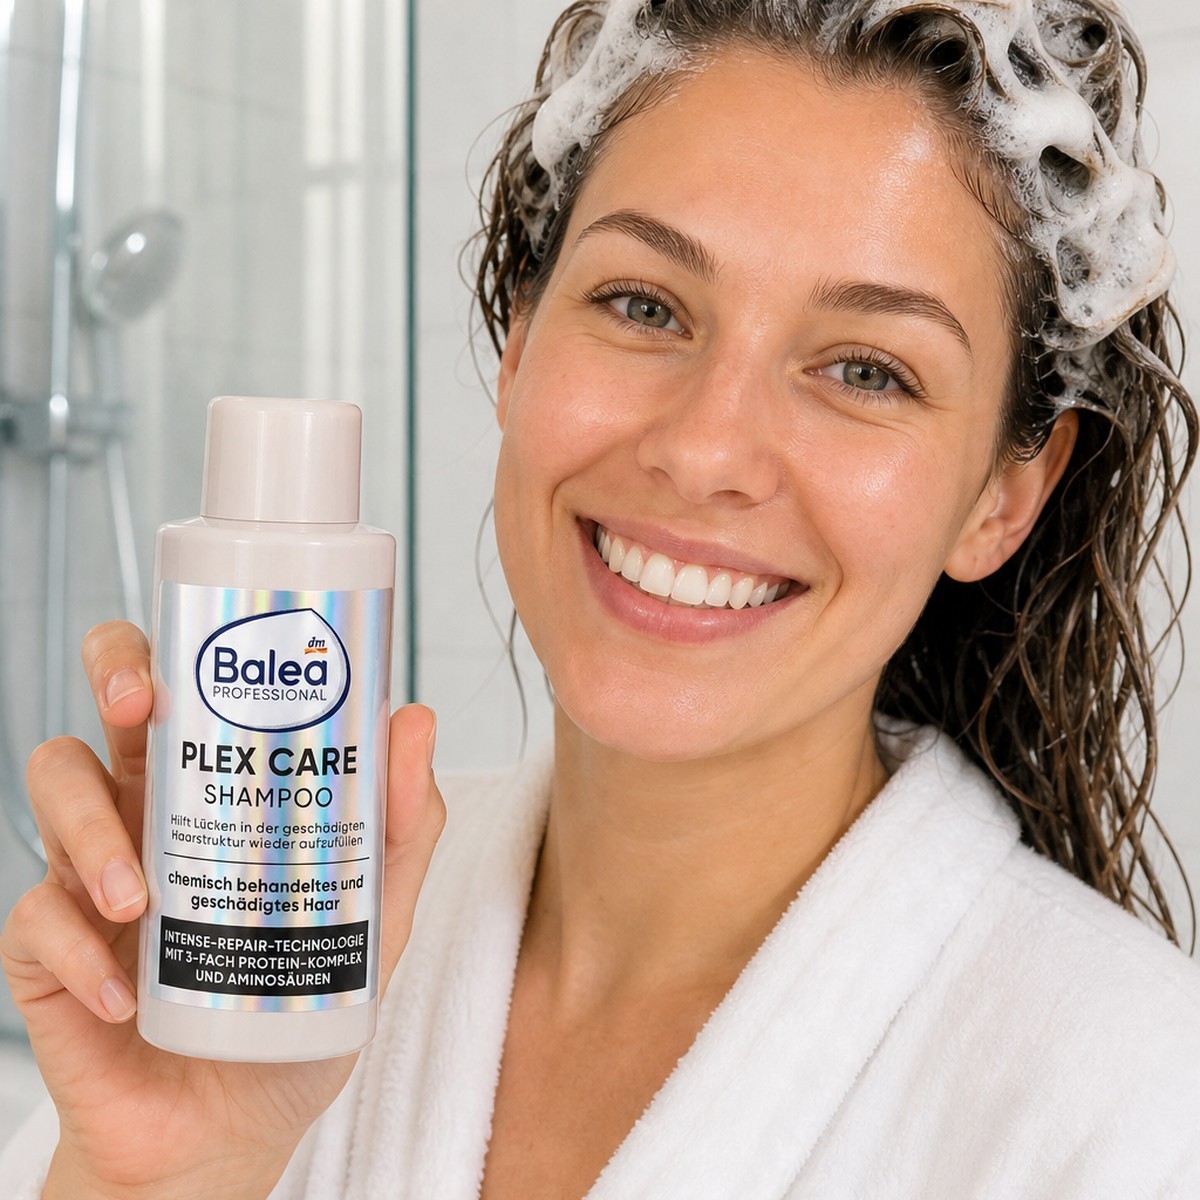 dm
Balea
PROFESSIONAL
PLEX CARE
SHAMPOO
Hilft Lücken in der geschädigten
Haarstruktur wieder aufzufüllen
chemisch behandeltes und
geschädigtes Haar
INTENSE-REPAIR-TECHNOLOGIE
MIT 3-FACH PROTEIN-KOMPLEX
UND AMINOSÄUREN